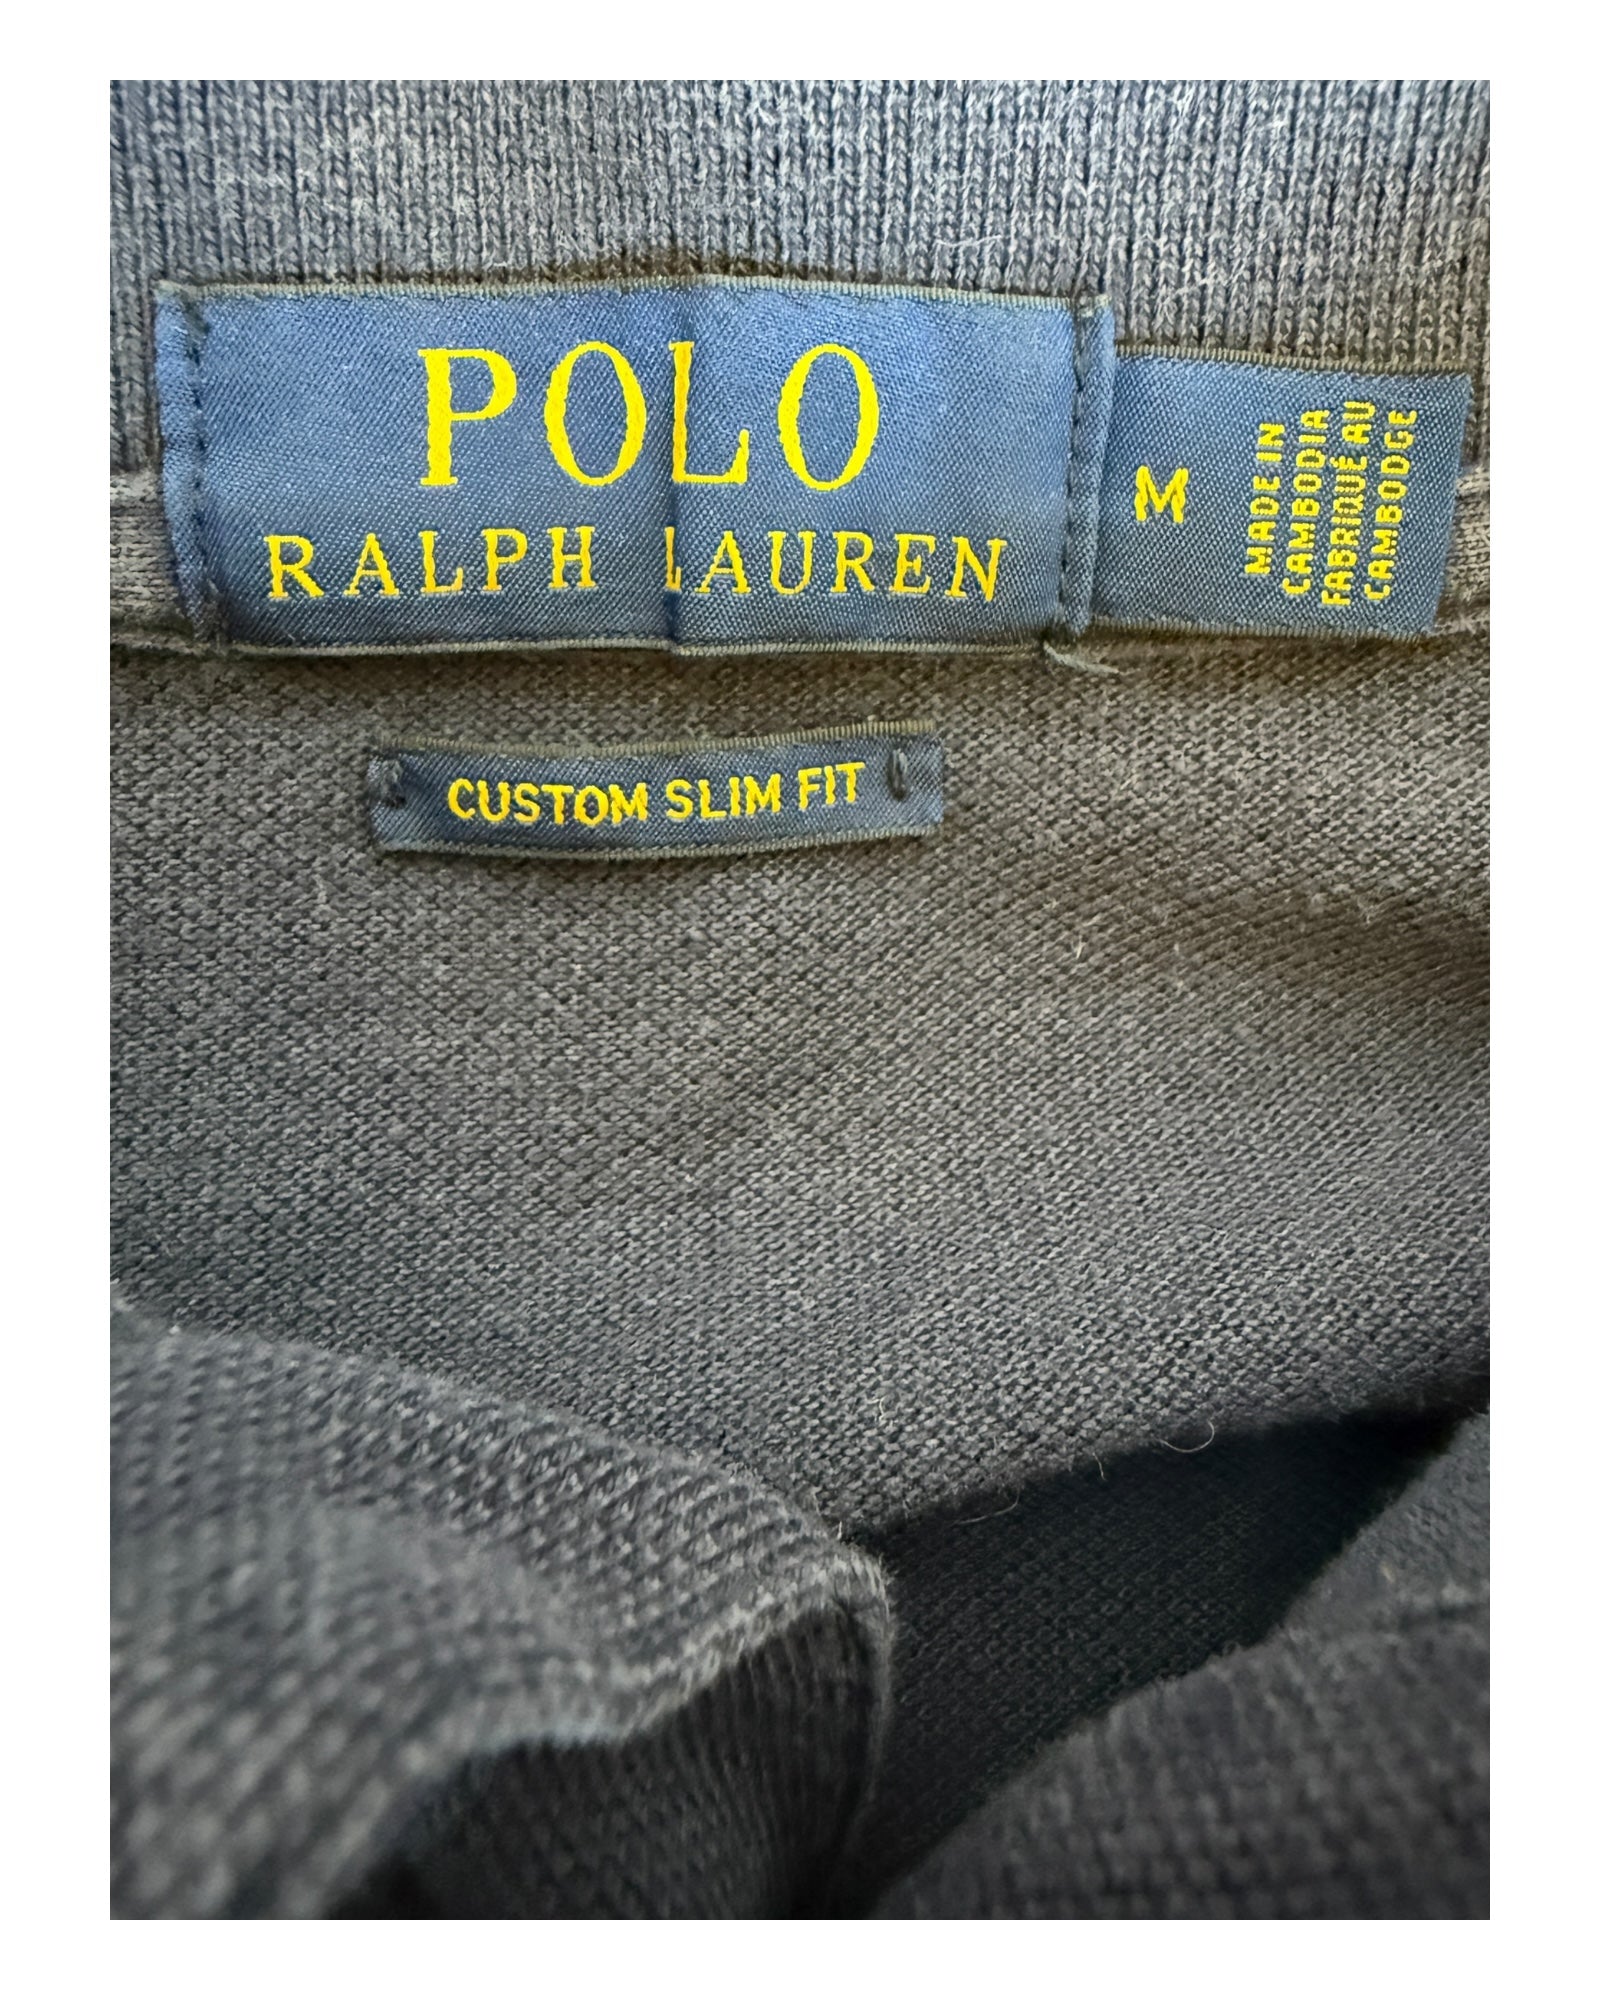 POLO
RALPH LAUREN
M
MADE IN
CAMBODIA
FABRIQUÉ AU
CAMBODGE
CUSTOM SLIM FIT